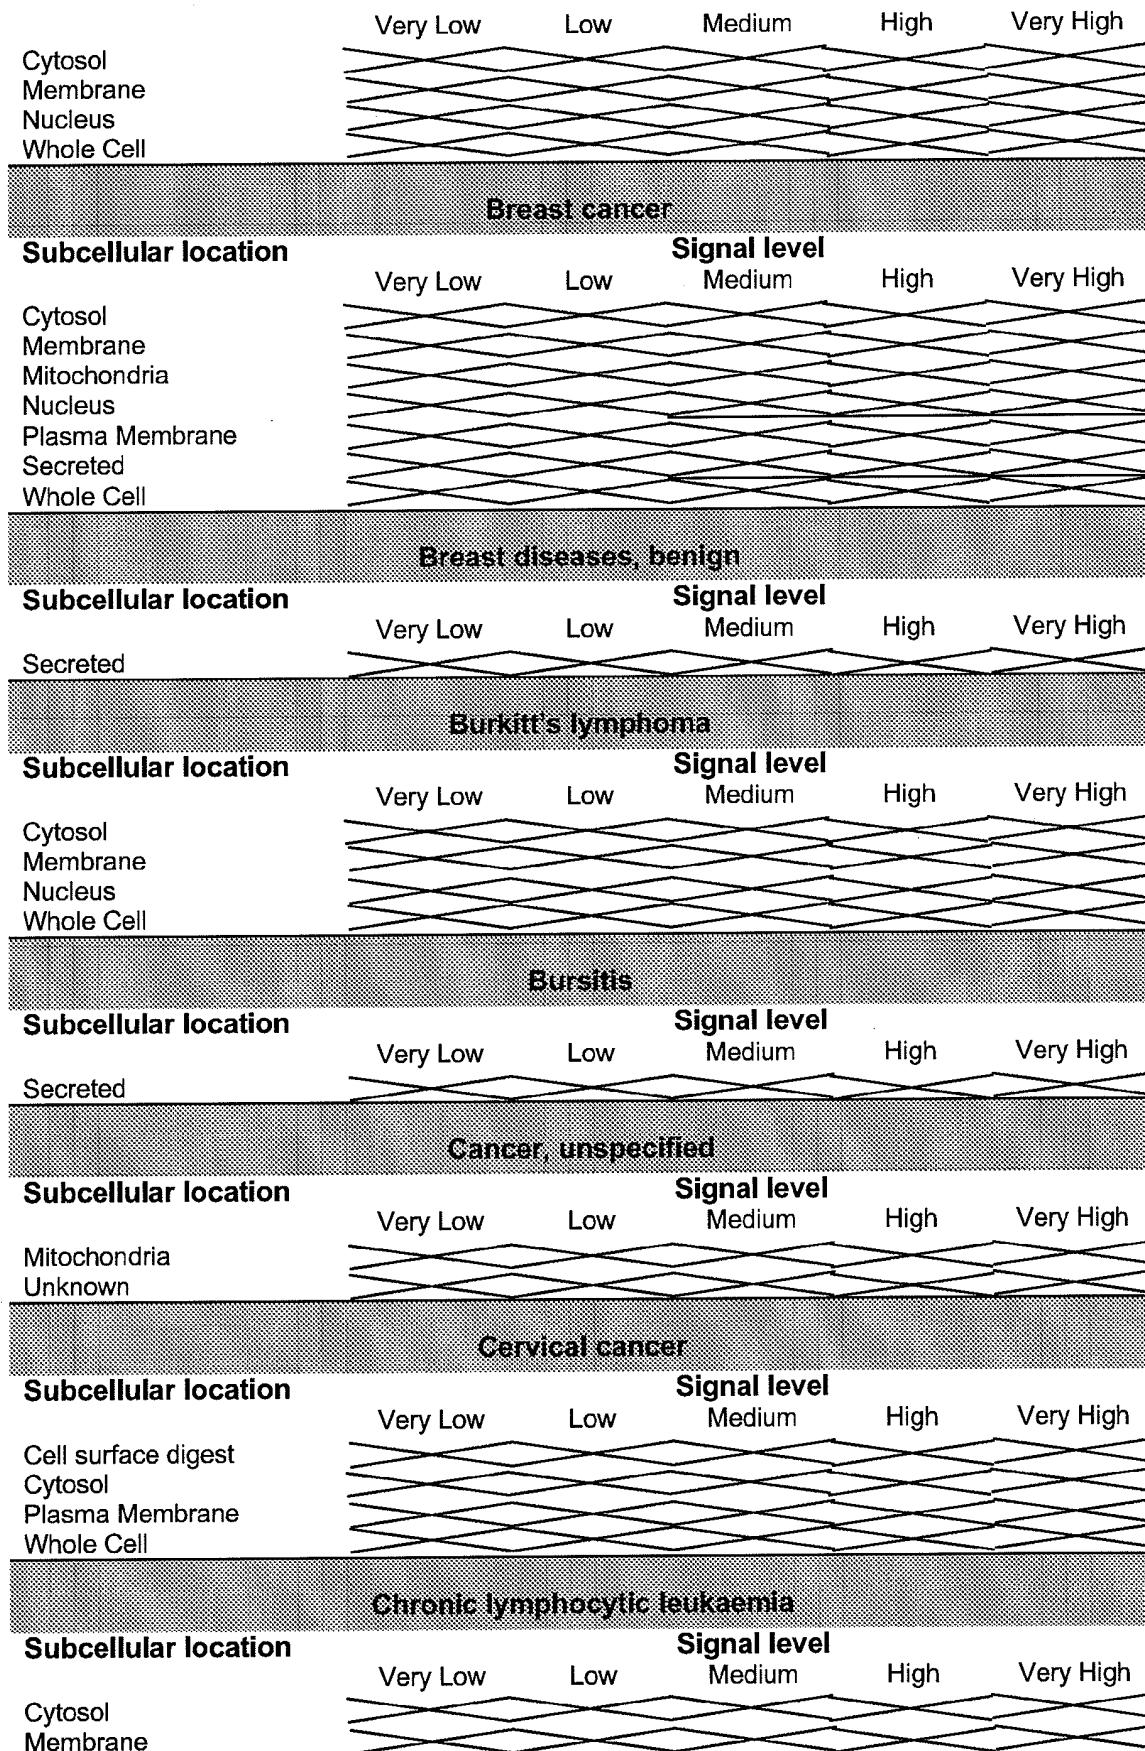 Very Low Low Medium High Very High
Cytosol
Membrane
Nucleus
Whole Cell
Breast cancer
Subcellular location Signal level
Very Low Low Medium High Very High
Cytosol
Membrane
Mitochondria
Nucleus
Plasma Membrane
Secreted
Whole Cell
Breast diseases, benign
Subcellular location Signal level
Very Low Low Medium High Very High
Secreted
Burkitt's lymphoma
Subcellular location Signal level
Very Low Low Medium High Very High
Cytosol
Membrane
Nucleus
Whole Cell
Bursitis
Subcellular location Signal level
Very Low Low Medium High Very High
Secreted
Cancer, unspecified
Subcellular location Signal level
Very Low Low Medium High Very High
Mitochondria
Unknown
Cervical cancer
Subcellular location Signal level
Very Low Low Medium High Very High
Cell surface digest
Cytosol
Plasma Membrane
Whole Cell
Chronic lymphocytic leukaemia
Subcellular location Signal level
Very Low Low Medium High Very High
Cytosol
Membrane